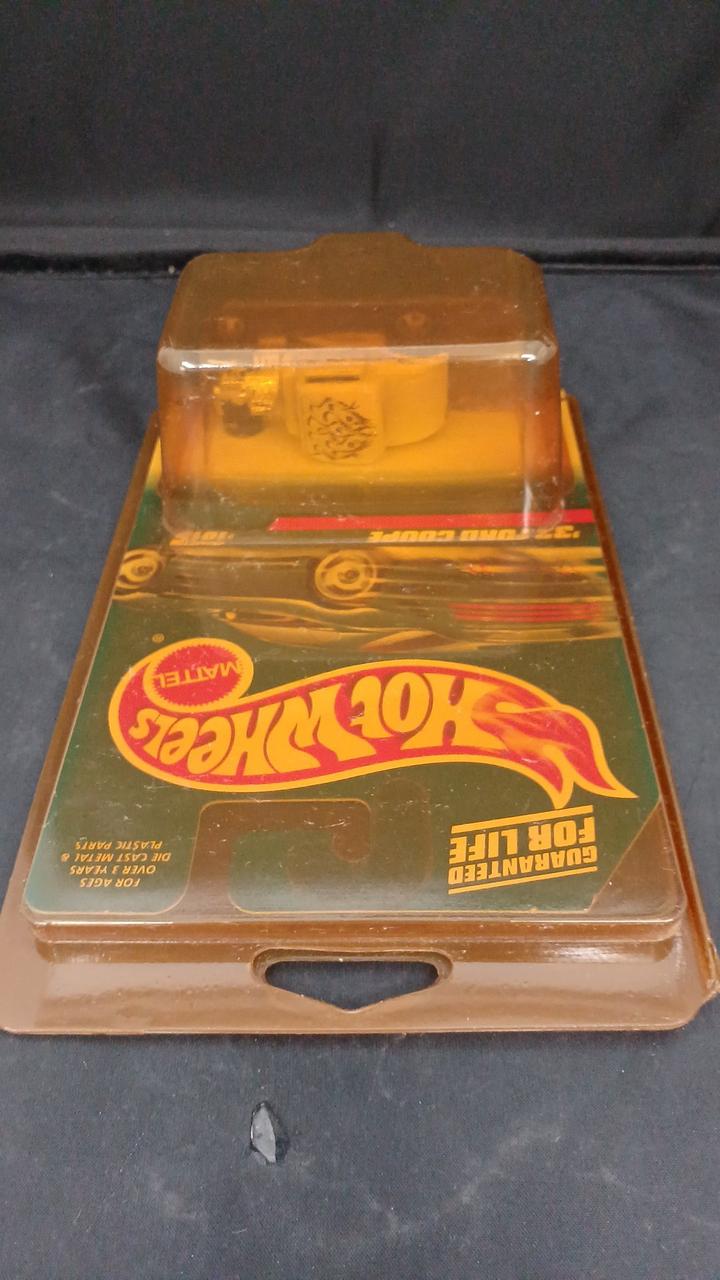 GUARANTEED
FOR LIFE
FOR AGES
OVER 3 YEARS
DIE CAST METAL &
PLASTIC PARTS
HOT WHEELS
MATTEL
®
'32 FORD COUPE